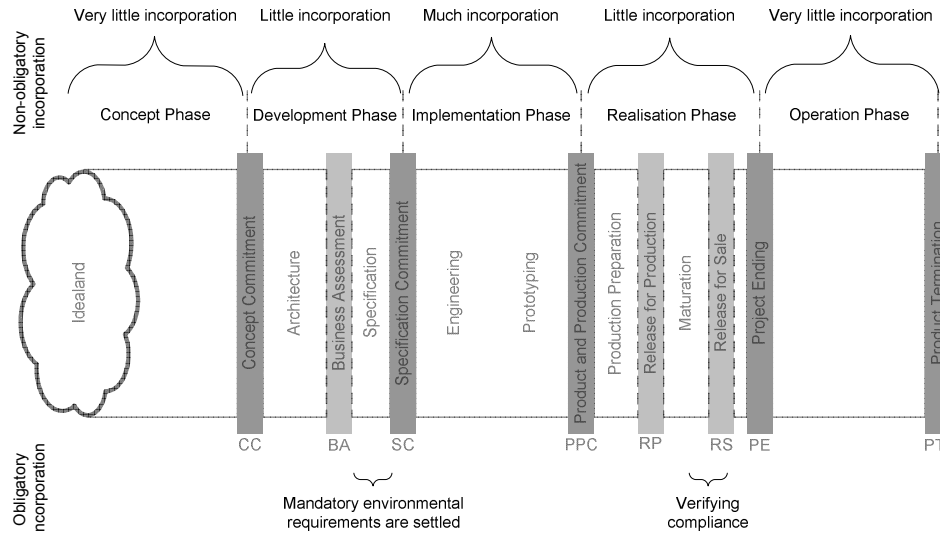 Very little incorporation
Little incorporation
Much incorporation
Little incorporation
Very little incorporation
Non-obligatory
incorporation
Concept Phase
Development Phase
Implementation Phase
Realisation Phase
Operation Phase
Idealand
Concept Commitment
Architecture
Business Assessment
Specification
Specification Commitment
Engineering
Prototyping
Product and Production Commitment
Production Preparation
Release for Production
Maturation
Release for Sale
Project Ending
Product Termination
CC
BA
SC
PPC
RP
RS
PE
PT
Obligatory
ncorporation
Mandatory environmental
requirements are settled
Verifying
compliance